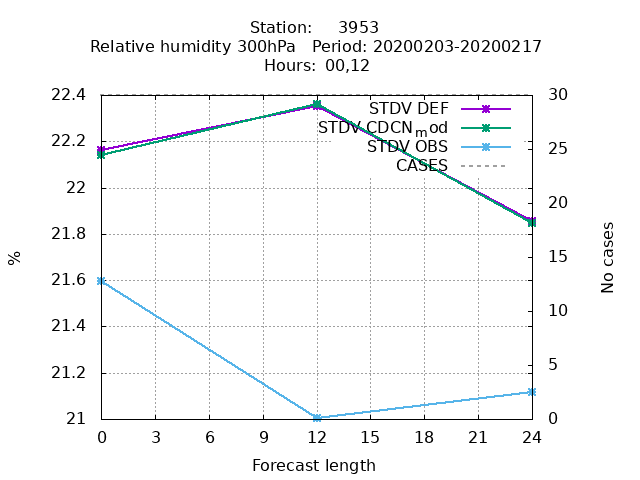 Station:     3953
Relative humidity 300hPa   Period: 20200203-20200217
Hours: 00,12
22.4
22.2
22
21.8
21.6
21.4
21.2
21
30
25
20
15
10
5
0
STDV DEF
STDV CDCNmod
STDV OBS
CASES
%
No cases
0 3 6 9 12 15 18 21 24
Forecast length